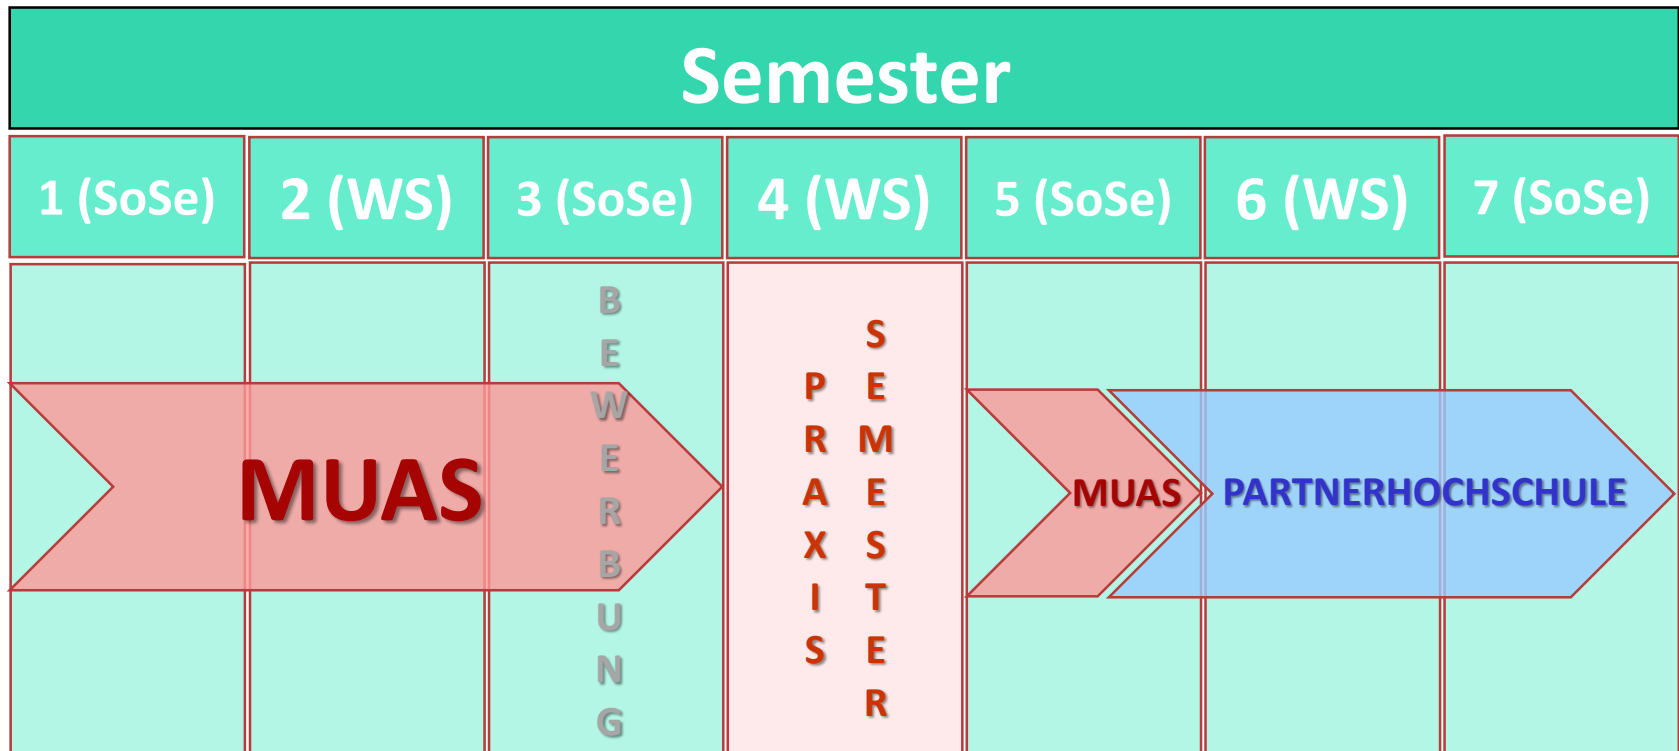 Semester
1 (SoSe)
2 (WS)
3 (SoSe)
4 (WS)
5 (SoSe)
6 (WS)
7 (SoSe)
MUAS
BEWERBUNG
PRAXIS
SEMESTER
MUAS
PARTNERHOCHSCHULE